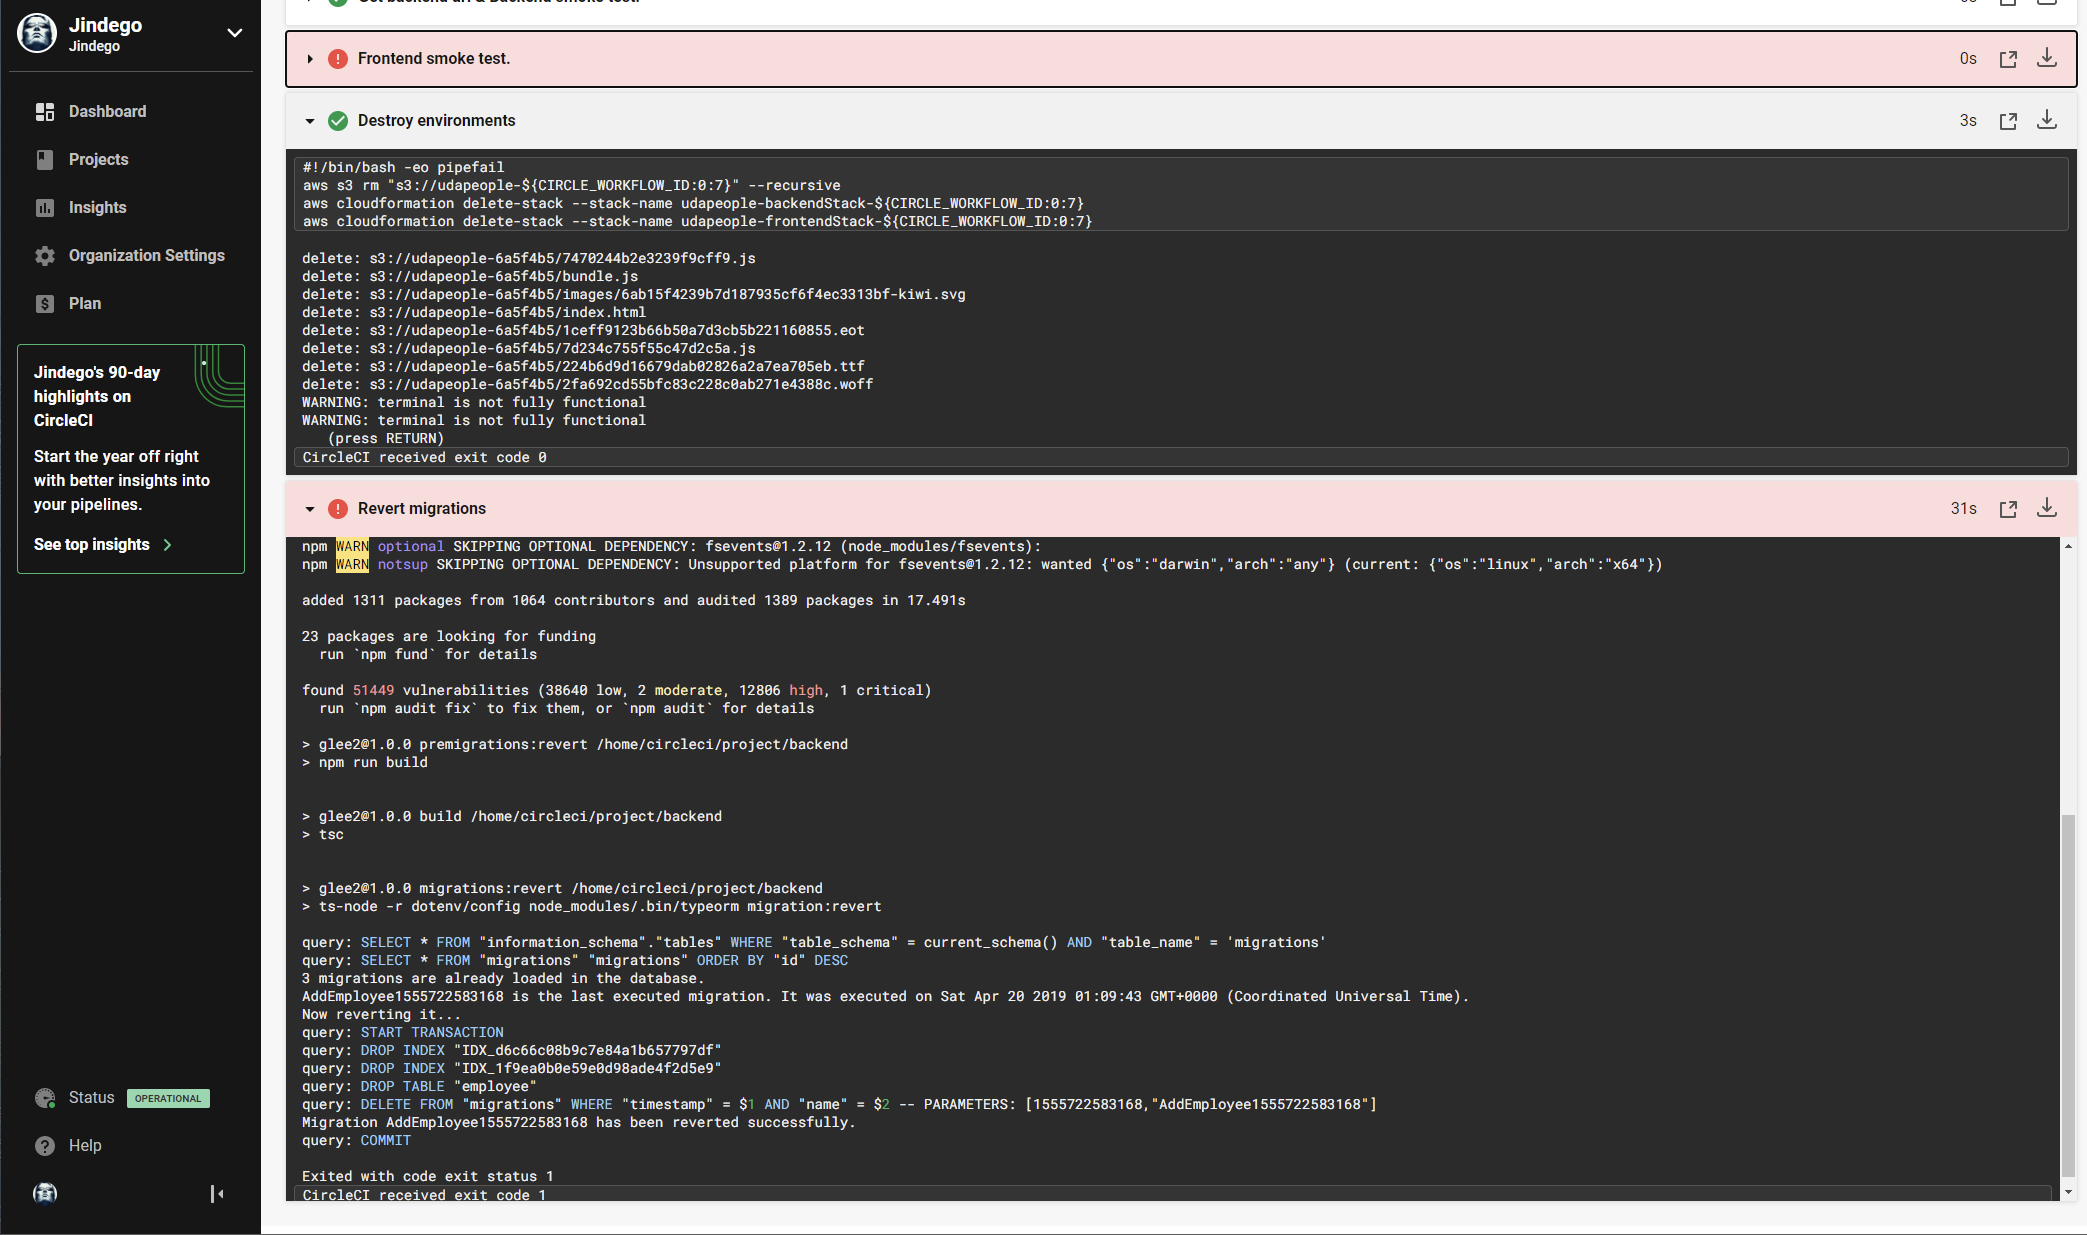 Jindego
Jindego
Dashboard
Projects
Insights
Organization Settings
Plan
Jindego's 90-day
highlights on
CircleCI
Start the year off right
with better insights into
your pipelines.
See top insights
Status OPERATIONAL
Help
Get backend url & Backend smoke test.
Frontend smoke test. 0s
Destroy environments 3s
#!/bin/bash -eo pipefail
aws s3 rm "s3://udapeople-${CIRCLE_WORKFLOW_ID:0:7}" --recursive
aws cloudformation delete-stack --stack-name udapeople-backendStack-${CIRCLE_WORKFLOW_ID:0:7}
aws cloudformation delete-stack --stack-name udapeople-frontendStack-${CIRCLE_WORKFLOW_ID:0:7}
delete: s3://udapeople-6a5f4b5/7470244b2e3239f9cff9.js
delete: s3://udapeople-6a5f4b5/bundle.js
delete: s3://udapeople-6a5f4b5/images/6ab15f4239b7d187935cf6f4ec3313bf-kiwi.svg
delete: s3://udapeople-6a5f4b5/index.html
delete: s3://udapeople-6a5f4b5/1ceff9123b66b50a7d3cb5b221160855.eot
delete: s3://udapeople-6a5f4b5/7d234c755f55c47d2c5a.js
delete: s3://udapeople-6a5f4b5/224b6d9d16679dab02826a2a7ea705eb.ttf
delete: s3://udapeople-6a5f4b5/2fa692cd55bfc83c228c0ab271e4388c.woff
WARNING: terminal is not fully functional
WARNING: terminal is not fully functional
(press RETURN)
CircleCI received exit code 0
Revert migrations 31s
npm WARN optional SKIPPING OPTIONAL DEPENDENCY: fsevents@1.2.12 (node_modules/fsevents):
npm WARN notsup SKIPPING OPTIONAL DEPENDENCY: Unsupported platform for fsevents@1.2.12: wanted {"os":"darwin","arch":"any"} (current: {"os":"linux","arch":"x64"})
added 1311 packages from 1064 contributors and audited 1389 packages in 17.491s
23 packages are looking for funding
run `npm fund` for details
found 51449 vulnerabilities (38640 low, 2 moderate, 12806 high, 1 critical)
run `npm audit fix` to fix them, or `npm audit` for details
> glee2@1.0.0 premigrations:revert /home/circleci/project/backend
> npm run build
> glee2@1.0.0 build /home/circleci/project/backend
> tsc
> glee2@1.0.0 migrations:revert /home/circleci/project/backend
> ts-node -r dotenv/config node_modules/.bin/typeorm migration:revert
query: SELECT * FROM "information_schema"."tables" WHERE "table_schema" = current_schema() AND "table_name" = 'migrations'
query: SELECT * FROM "migrations" "migrations" ORDER BY "id" DESC
3 migrations are already loaded in the database.
AddEmployee1555722583168 is the last executed migration. It was executed on Sat Apr 20 2019 01:09:43 GMT+0000 (Coordinated Universal Time).
Now reverting it...
query: START TRANSACTION
query: DROP INDEX "IDX_d6c66c08b9c7e84a1b657797df"
query: DROP INDEX "IDX_1f9ea0b0e59e0d98ade4f2d5e9"
query: DROP TABLE "employee"
query: DELETE FROM "migrations" WHERE "timestamp" = $1 AND "name" = $2 -- PARAMETERS: [1555722583168,"AddEmployee1555722583168"]
Migration AddEmployee1555722583168 has been reverted successfully.
query: COMMIT
Exited with code exit status 1
CircleCI received exit code 1